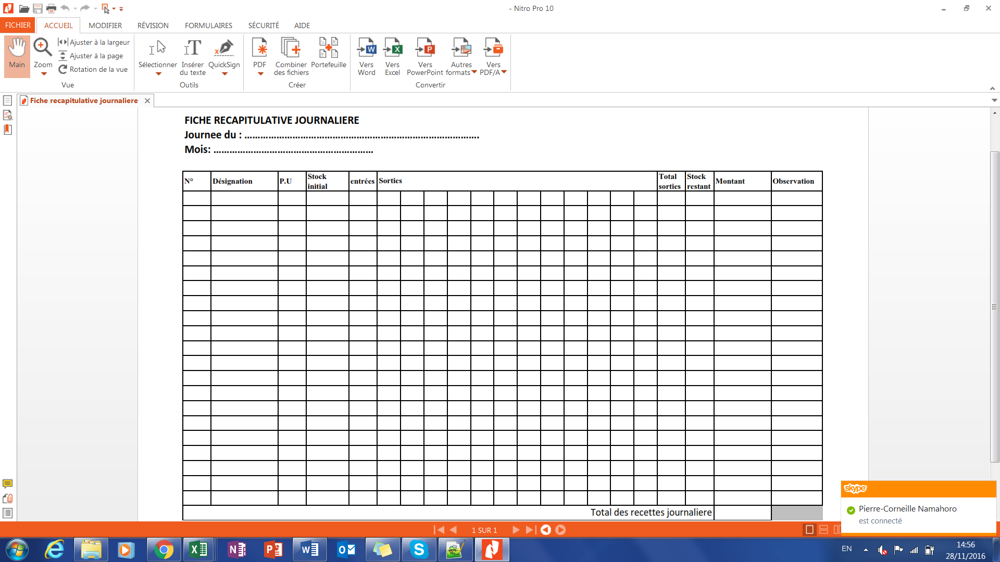 - Nitro Pro 10
FICHIER ACCUEIL MODIFIER RÉVISION FORMULAIRES SÉCURITÉ AIDE
Main
Zoom
Ajuster à la largeur
Ajuster à la page
Rotation de la vue
Vue
Sélectionner
Insérer
du texte
QuickSign
Outils
PDF
Combiner
des fichiers
Portefeuille
Créer
Vers
Word
Vers
Excel
Vers
PowerPoint
Autres
formats
Vers
PDF/A
Convertir
Fiche recapitulative journaliere
FICHE RECAPITULATIVE JOURNALIERE
Journee du : ……………………………………………………………………………….
Mois: ……………………………………………………
N° Désignation P.U Stock initial entrées Sorties Total sorties Stock restant Montant Observation
Total des recettes journaliere
skype
Pierre-Corneille Namahoro
est connecté
1 SUR 1
EN
14:56
28/11/2016